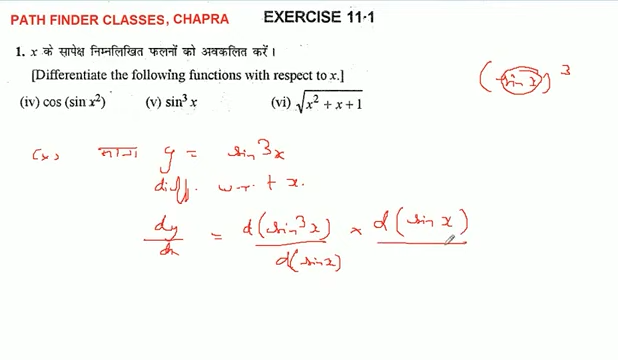 PATH FINDER CLASSES, CHAPRA EXERCISE 11·1
1. x के सापेक्ष निम्नलिखित फलनों को अवकलित करें ।
[Differentiate the following functions with respect to x.]
(iv) cos (sin x²) (v) sin³ x (vi) √(x² + x + 1)
(sin x)³
(v) माना y = sin³x
diff. w.r.t x.
dy/dx = d(sin³x)/d(sin x) × d(sin x)